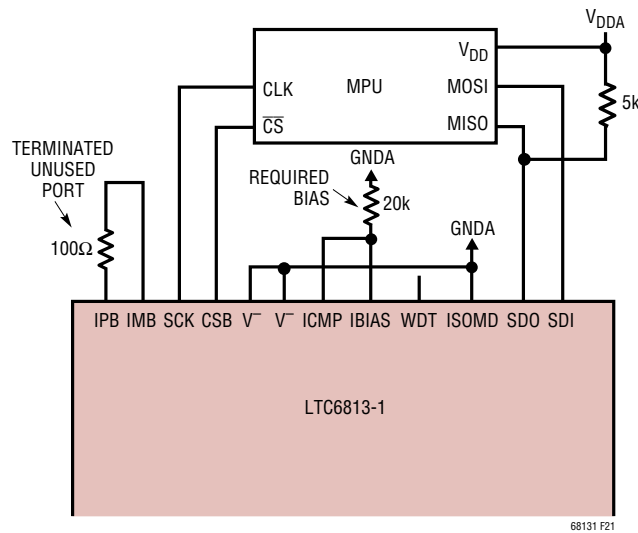 VDDA
VDD
CLK
MPU
MOSI
5k
CS
MISO
TERMINATED
UNUSED
PORT
GNDA
REQUIRED
BIAS
20k
GNDA
100Ω
IPB IMB SCK CSB V– V– ICMP IBIAS WDT ISOMD SDO SDI
LTC6813-1
68131 F21